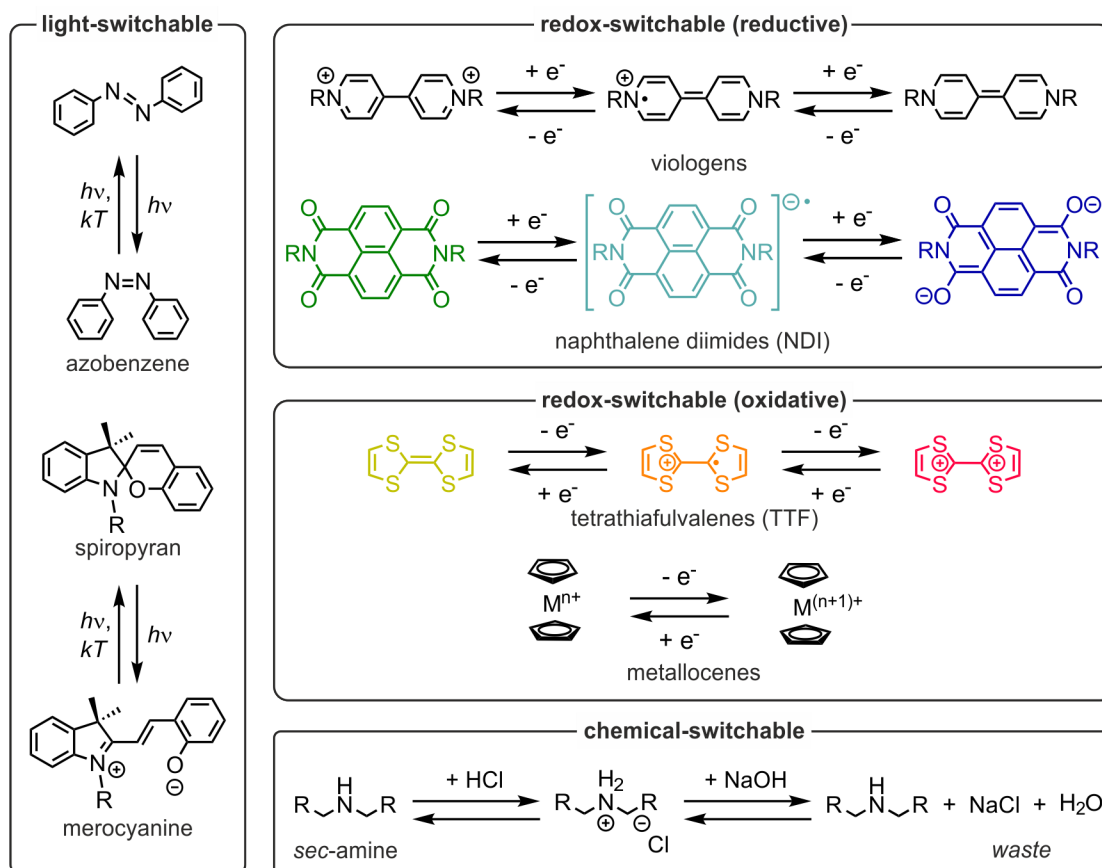 light-switchable
N
N
hν,
kT
hν
N=N
azobenzene
N
O
R
spiropyran
hν,
kT
hν
N
⊕
O
⊖
R
merocyanine
redox-switchable (reductive)
⊕
RN
⊕
NR
+ e-
- e-
⊕
RN•
NR
+ e-
- e-
RN
NR
viologens
O
O
RN
NR
O
O
+ e-
- e-
O
O
RN
NR
O
O
⊖•
+ e-
- e-
O
O⊖
RN
NR
⊖O
O
naphthalene diimides (NDI)
redox-switchable (oxidative)
S
S
S
S
- e-
+ e-
S
S
⊕
•
S
S
- e-
+ e-
S
S
⊕
⊕
S
S
tetrathiafulvalenes (TTF)
Mn+
- e-
+ e-
M(n+1)+
metallocenes
chemical-switchable
H
R N R
+ HCl
H2
R N R
⊕
⊖
Cl
+ NaOH
H
R N R + NaCl + H2O
sec-amine
waste